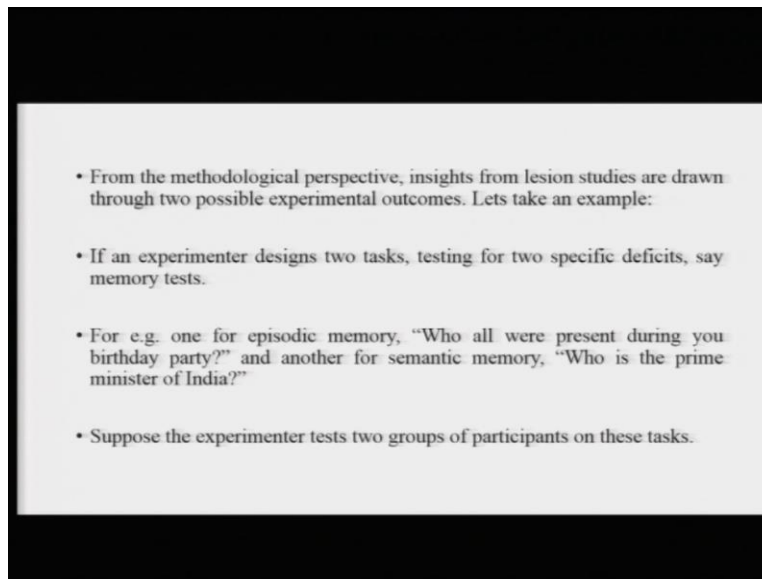 • From the methodological perspective, insights from lesion studies are drawn
through two possible experimental outcomes. Lets take an example:
• If an experimenter designs two tasks, testing for two specific deficits, say
memory tests.
• For e.g. one for episodic memory, “Who all were present during you
birthday party?” and another for semantic memory, “Who is the prime
minister of India?”
• Suppose the experimenter tests two groups of participants on these tasks.